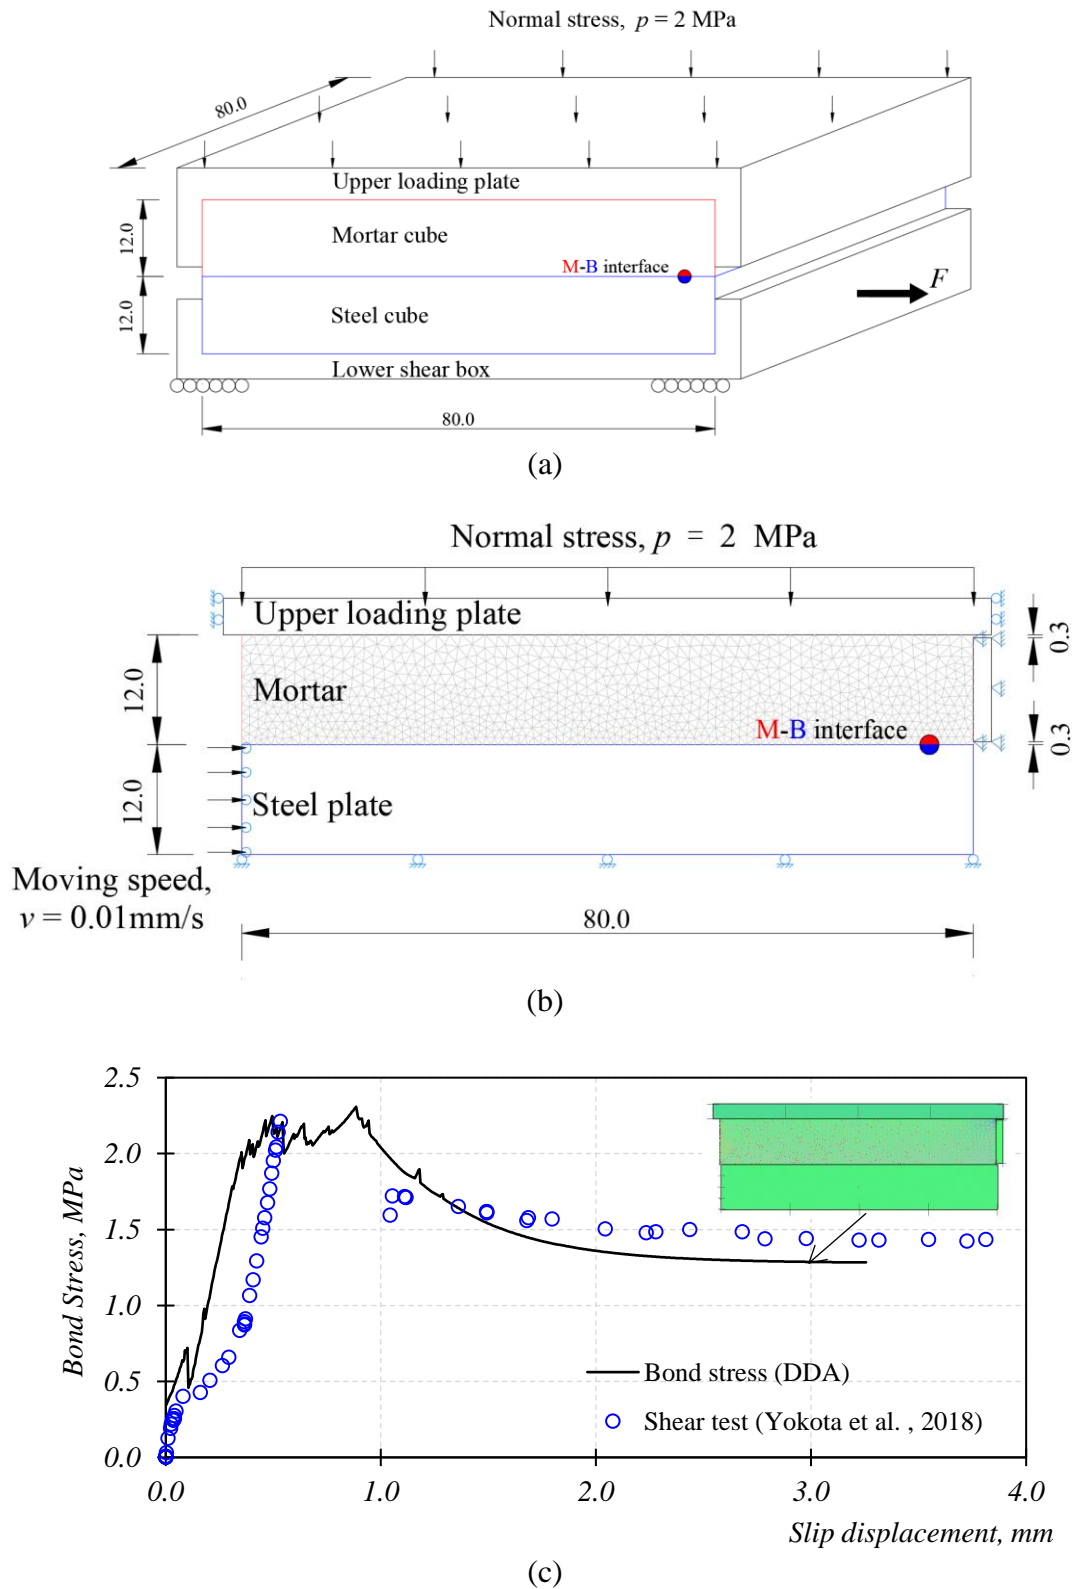 Normal stress, p = 2 MPa
80.0
Upper loading plate
12.0
Mortar cube
M-B interface
F
12.0
Steel cube
Lower shear box
80.0
(a)
Normal stress, p = 2 MPa
Upper loading plate
0.3
12.0
Mortar
M-B interface
0.3
12.0
Steel plate
Moving speed,
v = 0.01mm/s
80.0
(b)
2.5
2.0
1.5
1.0
0.5
0.0
Bond Stress, MPa
Bond stress (DDA)
Shear test (Yokota et al. , 2018)
0.0 1.0 2.0 3.0 4.0
Slip displacement, mm
(c)